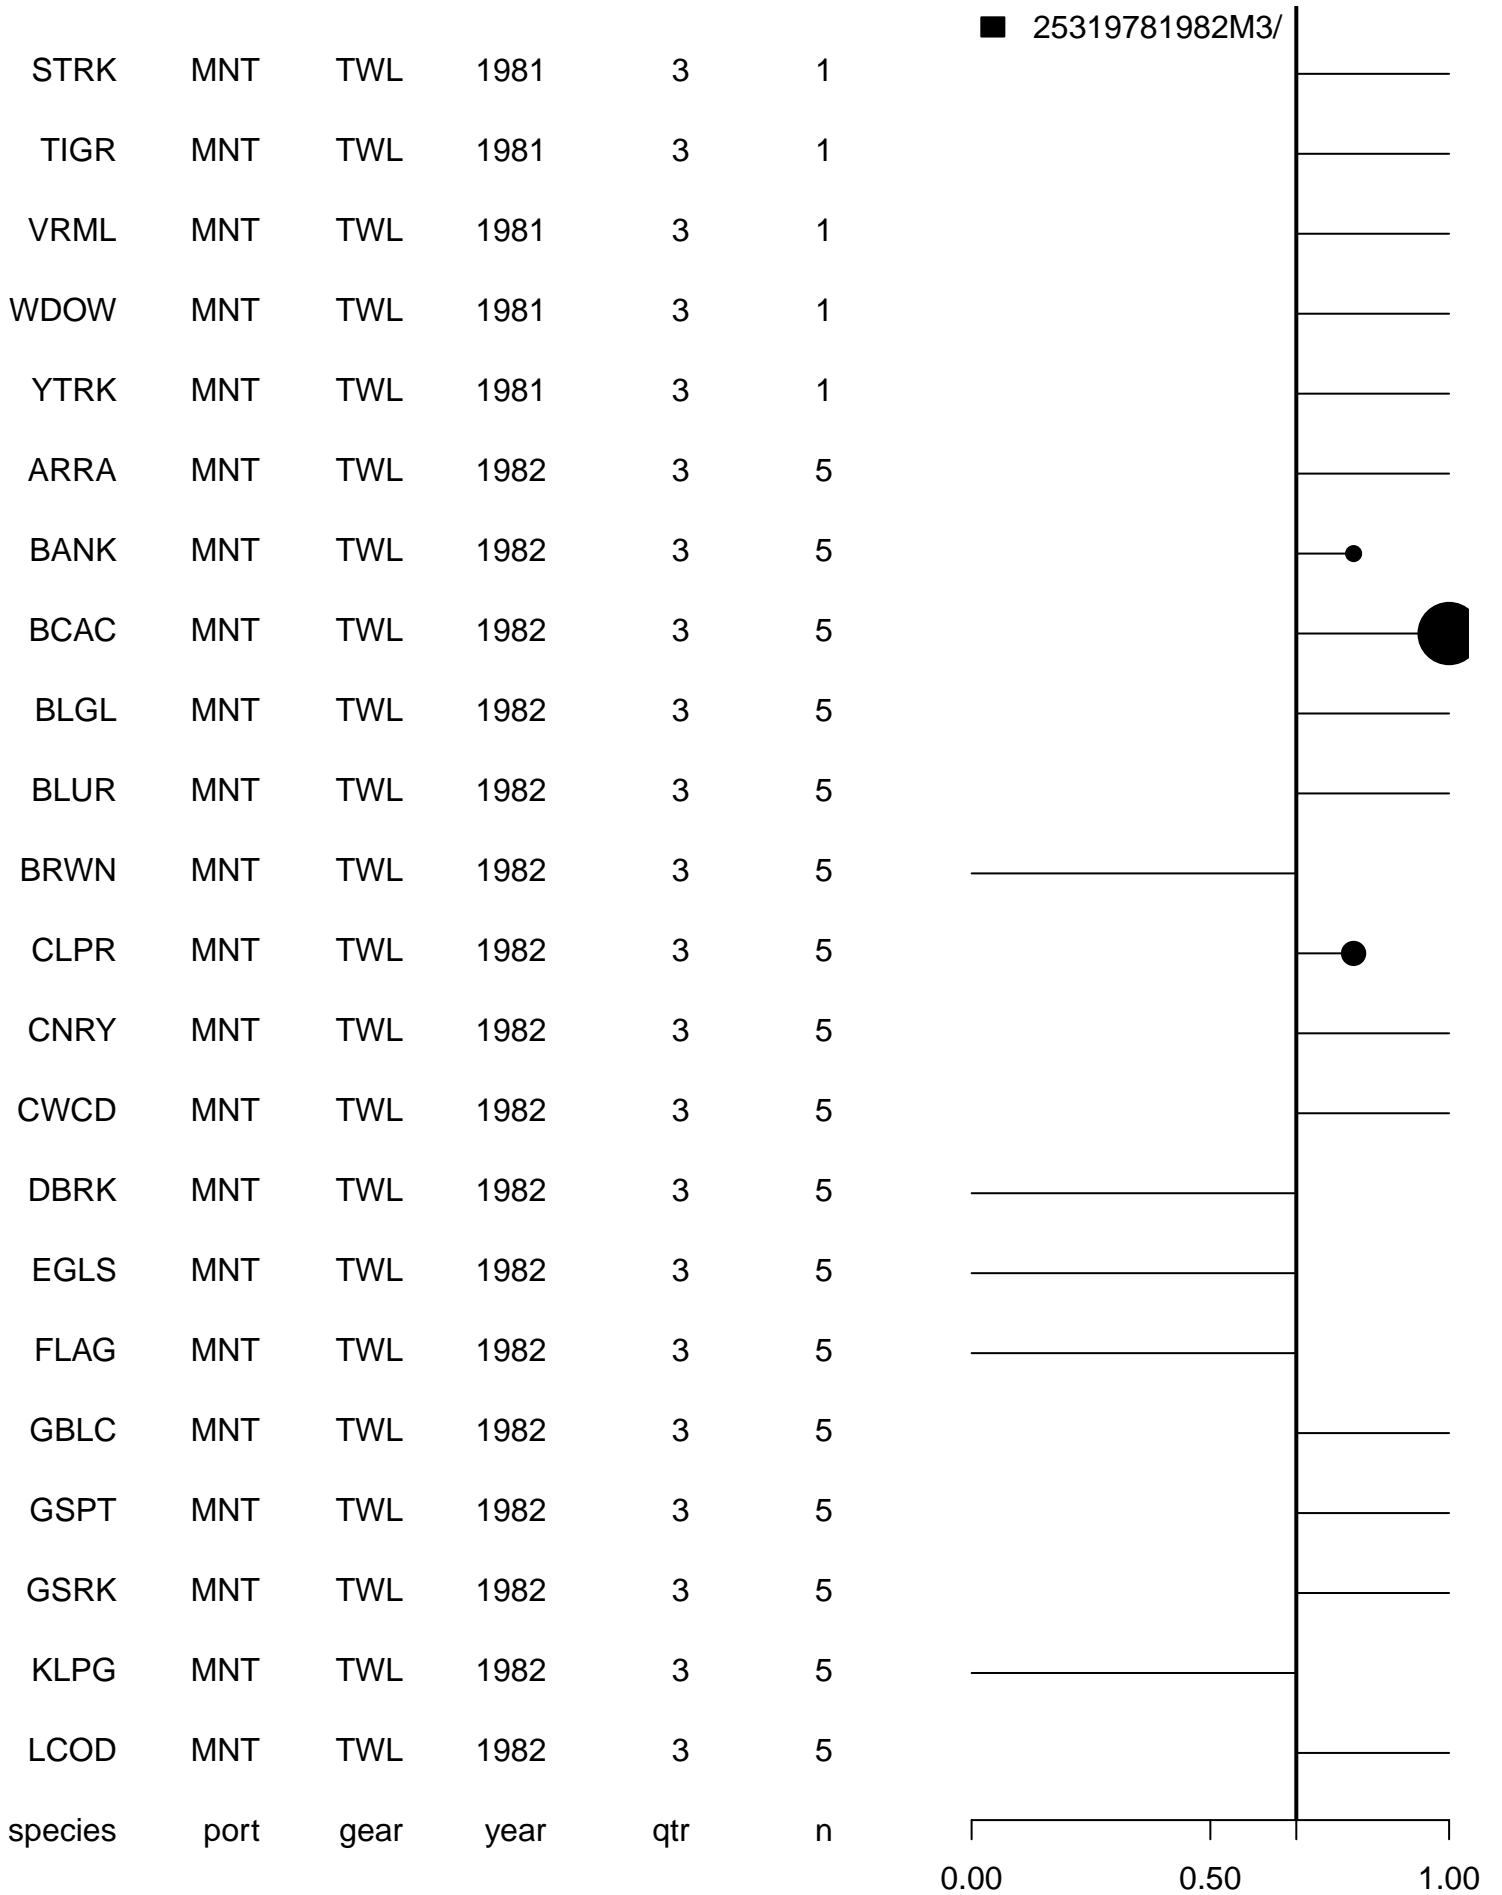 25319781982M3/
STRK MNT TWL 1981 3 1
TIGR MNT TWL 1981 3 1
VRML MNT TWL 1981 3 1
WDOW MNT TWL 1981 3 1
YTRK MNT TWL 1981 3 1
ARRA MNT TWL 1982 3 5
BANK MNT TWL 1982 3 5
BCAC MNT TWL 1982 3 5
BLGL MNT TWL 1982 3 5
BLUR MNT TWL 1982 3 5
BRWN MNT TWL 1982 3 5
CLPR MNT TWL 1982 3 5
CNRY MNT TWL 1982 3 5
CWCD MNT TWL 1982 3 5
DBRK MNT TWL 1982 3 5
EGLS MNT TWL 1982 3 5
FLAG MNT TWL 1982 3 5
GBLC MNT TWL 1982 3 5
GSPT MNT TWL 1982 3 5
GSRK MNT TWL 1982 3 5
KLPG MNT TWL 1982 3 5
LCOD MNT TWL 1982 3 5
species port gear year qtr n
0.00 0.50 1.00